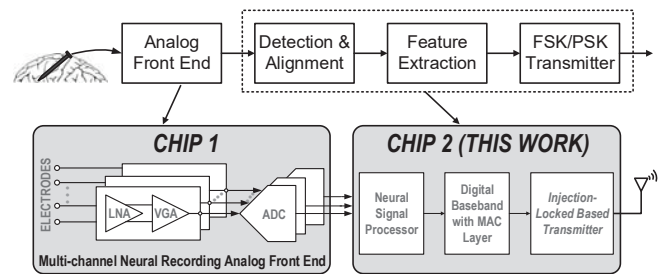 Analog
Front End
Detection &
Alignment
Feature
Extraction
FSK/PSK
Transmitter
CHIP 1
ELECTRODES
LNA
VGA
ADC
Multi-channel Neural Recording Analog Front End
CHIP 2 (THIS WORK)
Neural
Signal
Processor
Digital
Baseband
with MAC
Layer
Injection-
Locked Based
Transmitter